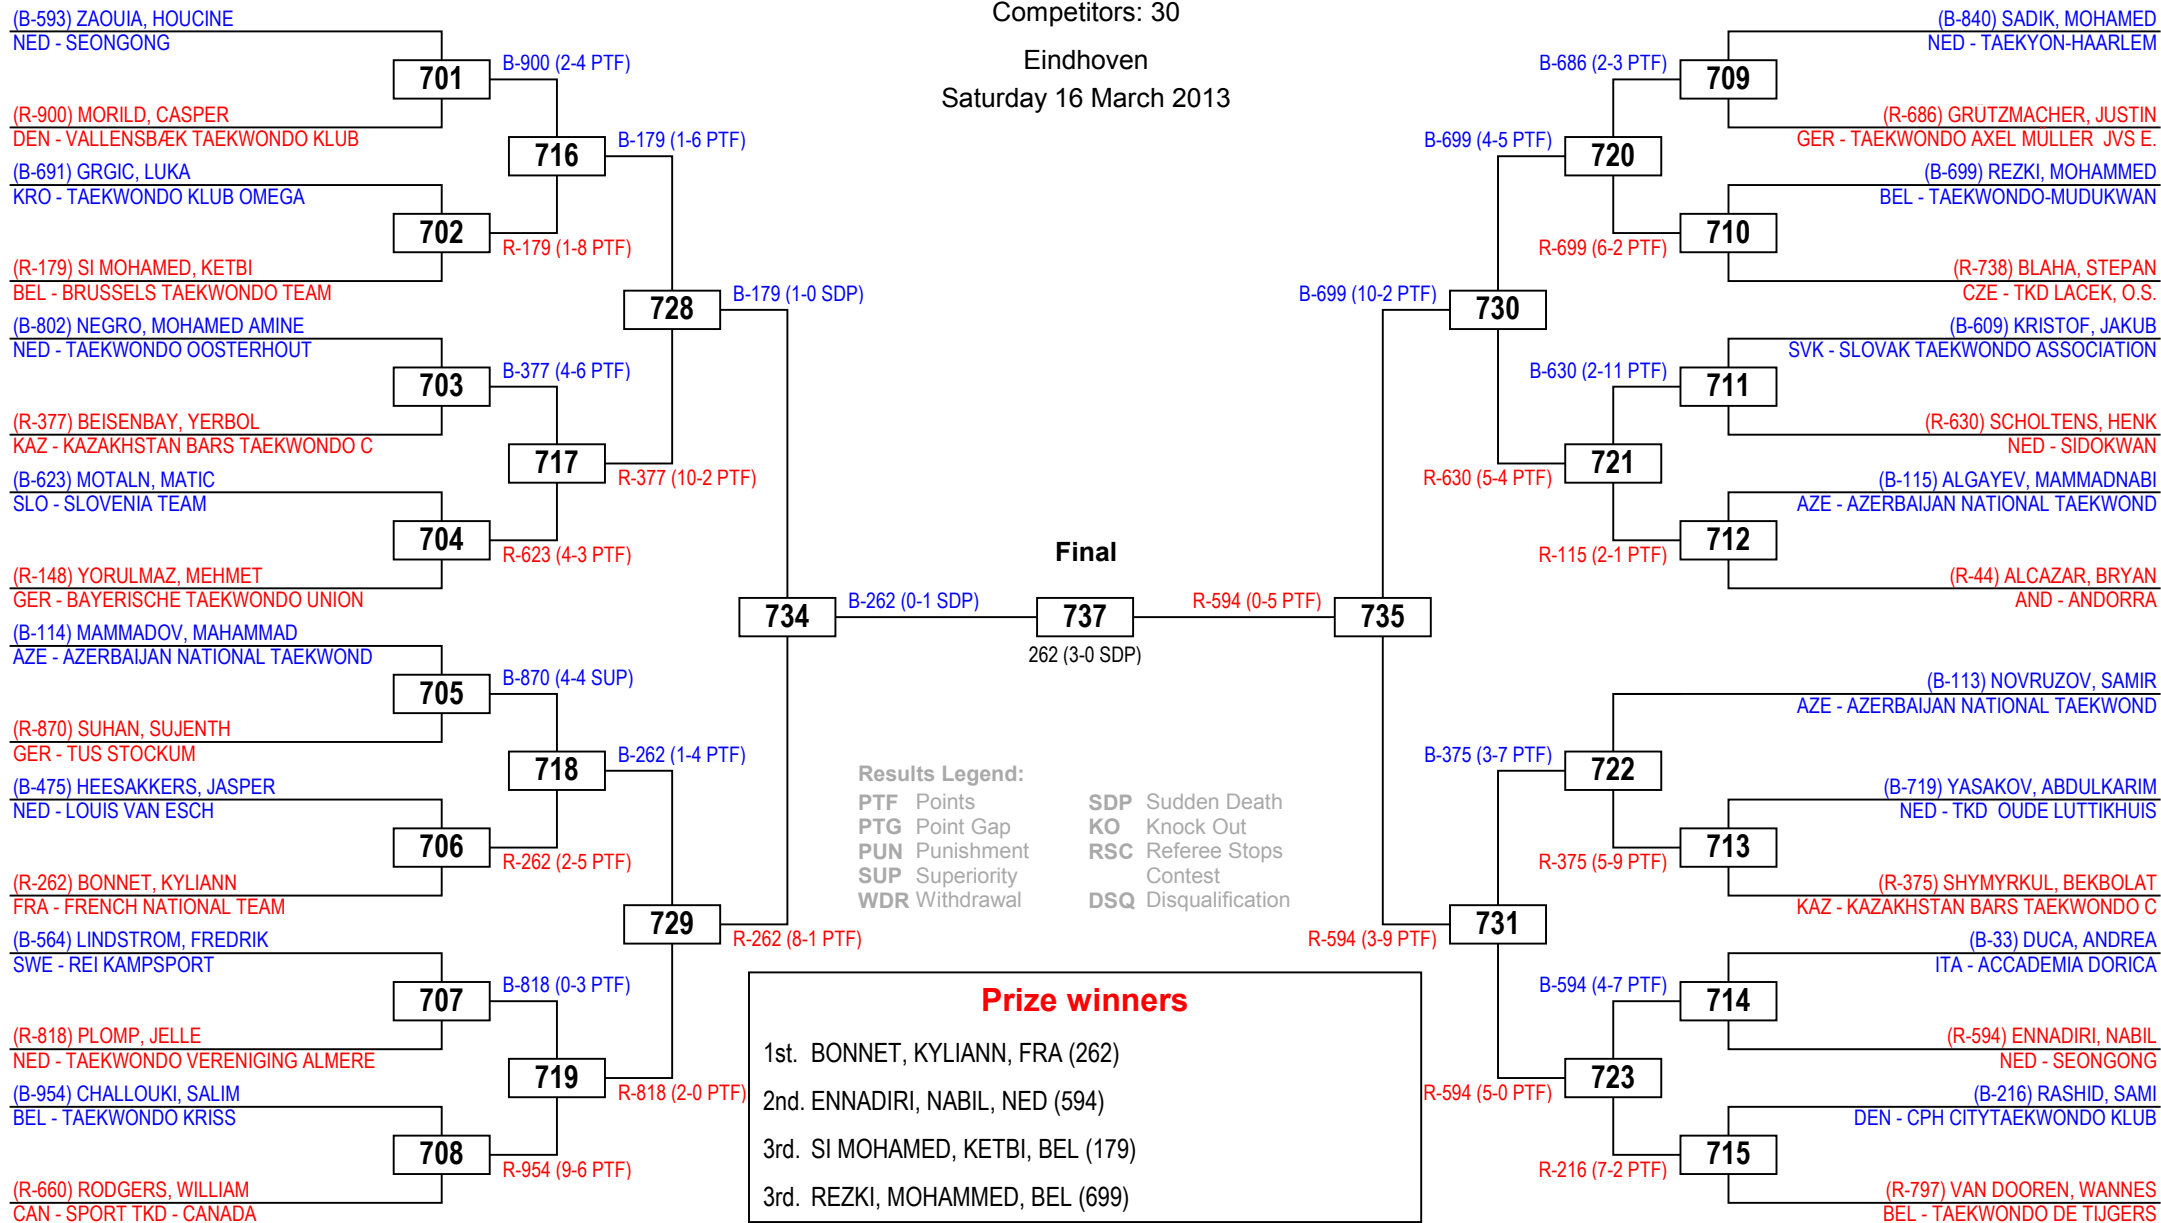 Competitors: 30
Eindhoven
Saturday 16 March 2013
(B-593) ZAOUIA, HOUCINE
NED - SEONGONG
701
B-900 (2-4 PTF)
(R-900) MORILD, CASPER
DEN - VALLENSBÆK TAEKWONDO KLUB
716
B-179 (1-6 PTF)
(B-691) GRGIC, LUKA
KRO - TAEKWONDO KLUB OMEGA
702
R-179 (1-8 PTF)
(R-179) SI MOHAMED, KETBI
BEL - BRUSSELS TAEKWONDO TEAM
728
B-179 (1-0 SDP)
(B-802) NEGRO, MOHAMED AMINE
NED - TAEKWONDO OOSTERHOUT
703
B-377 (4-6 PTF)
(R-377) BEISENBAY, YERBOL
KAZ - KAZAKHSTAN BARS TAEKWONDO C
717
R-377 (10-2 PTF)
(B-623) MOTALN, MATIC
SLO - SLOVENIA TEAM
704
R-623 (4-3 PTF)
(R-148) YORULMAZ, MEHMET
GER - BAYERISCHE TAEKWONDO UNION
734
B-262 (0-1 SDP)
(B-114) MAMMADOV, MAHAMMAD
AZE - AZERBAIJAN NATIONAL TAEKWOND
705
B-870 (4-4 SUP)
(R-870) SUHAN, SUJENTH
GER - TUS STOCKUM
718
B-262 (1-4 PTF)
(B-475) HEESAKKERS, JASPER
NED - LOUIS VAN ESCH
706
R-262 (2-5 PTF)
(R-262) BONNET, KYLIANN
FRA - FRENCH NATIONAL TEAM
729
R-262 (8-1 PTF)
(B-564) LINDSTROM, FREDRIK
SWE - REI KAMPSPORT
707
B-818 (0-3 PTF)
(R-818) PLOMP, JELLE
NED - TAEKWONDO VERENIGING ALMERE
719
R-818 (2-0 PTF)
(B-954) CHALLOUKI, SALIM
BEL - TAEKWONDO KRISS
708
R-954 (9-6 PTF)
(R-660) RODGERS, WILLIAM
CAN - SPORT TKD - CANADA
Final
737
262 (3-0 SDP)
Results Legend:
PTF Points SDP Sudden Death
PTG Point Gap KO Knock Out
PUN Punishment RSC Referee Stops
SUP Superiority Contest
WDR Withdrawal DSQ Disqualification
Prize winners
1st. BONNET, KYLIANN, FRA (262)
2nd. ENNADIRI, NABIL, NED (594)
3rd. SI MOHAMED, KETBI, BEL (179)
3rd. REZKI, MOHAMMED, BEL (699)
(B-840) SADIK, MOHAMED
NED - TAEKYON-HAARLEM
B-686 (2-3 PTF)
709
(R-686) GRÜTZMACHER, JUSTIN
GER - TAEKWONDO AXEL MÜLLER JVS E.
B-699 (4-5 PTF)
720
(B-699) REZKI, MOHAMMED
BEL - TAEKWONDO-MUDUKWAN
710
R-699 (6-2 PTF)
(R-738) BLAHA, STEPAN
CZE - TKD LACEK, O.S.
B-699 (10-2 PTF)
730
(B-609) KRISTOF, JAKUB
SVK - SLOVAK TAEKWONDO ASSOCIATION
B-630 (2-11 PTF)
711
(R-630) SCHOLTENS, HENK
NED - SIDOKWAN
721
R-630 (5-4 PTF)
(B-115) ALGAYEV, MAMMADNABI
AZE - AZERBAIJAN NATIONAL TAEKWOND
712
R-115 (2-1 PTF)
(R-44) ALCAZAR, BRYAN
AND - ANDORRA
R-594 (0-5 PTF)
735
(B-113) NOVRUZOV, SAMIR
AZE - AZERBAIJAN NATIONAL TAEKWOND
B-375 (3-7 PTF)
722
(B-719) YASAKOV, ABDULKARIM
NED - TKD OUDE LUTTIKHUIS
713
R-375 (5-9 PTF)
(R-375) SHYMYRKUL, BEKBOLAT
KAZ - KAZAKHSTAN BARS TAEKWONDO C
731
R-594 (3-9 PTF)
(B-33) DUCA, ANDREA
ITA - ACCADEMIA DORICA
B-594 (4-7 PTF)
714
(R-594) ENNADIRI, NABIL
NED - SEONGONG
723
R-594 (5-0 PTF)
(B-216) RASHID, SAMI
DEN - CPH CITYTAEKWONDO KLUB
715
R-216 (7-2 PTF)
(R-797) VAN DOOREN, WANNES
BEL - TAEKWONDO DE TIJGERS